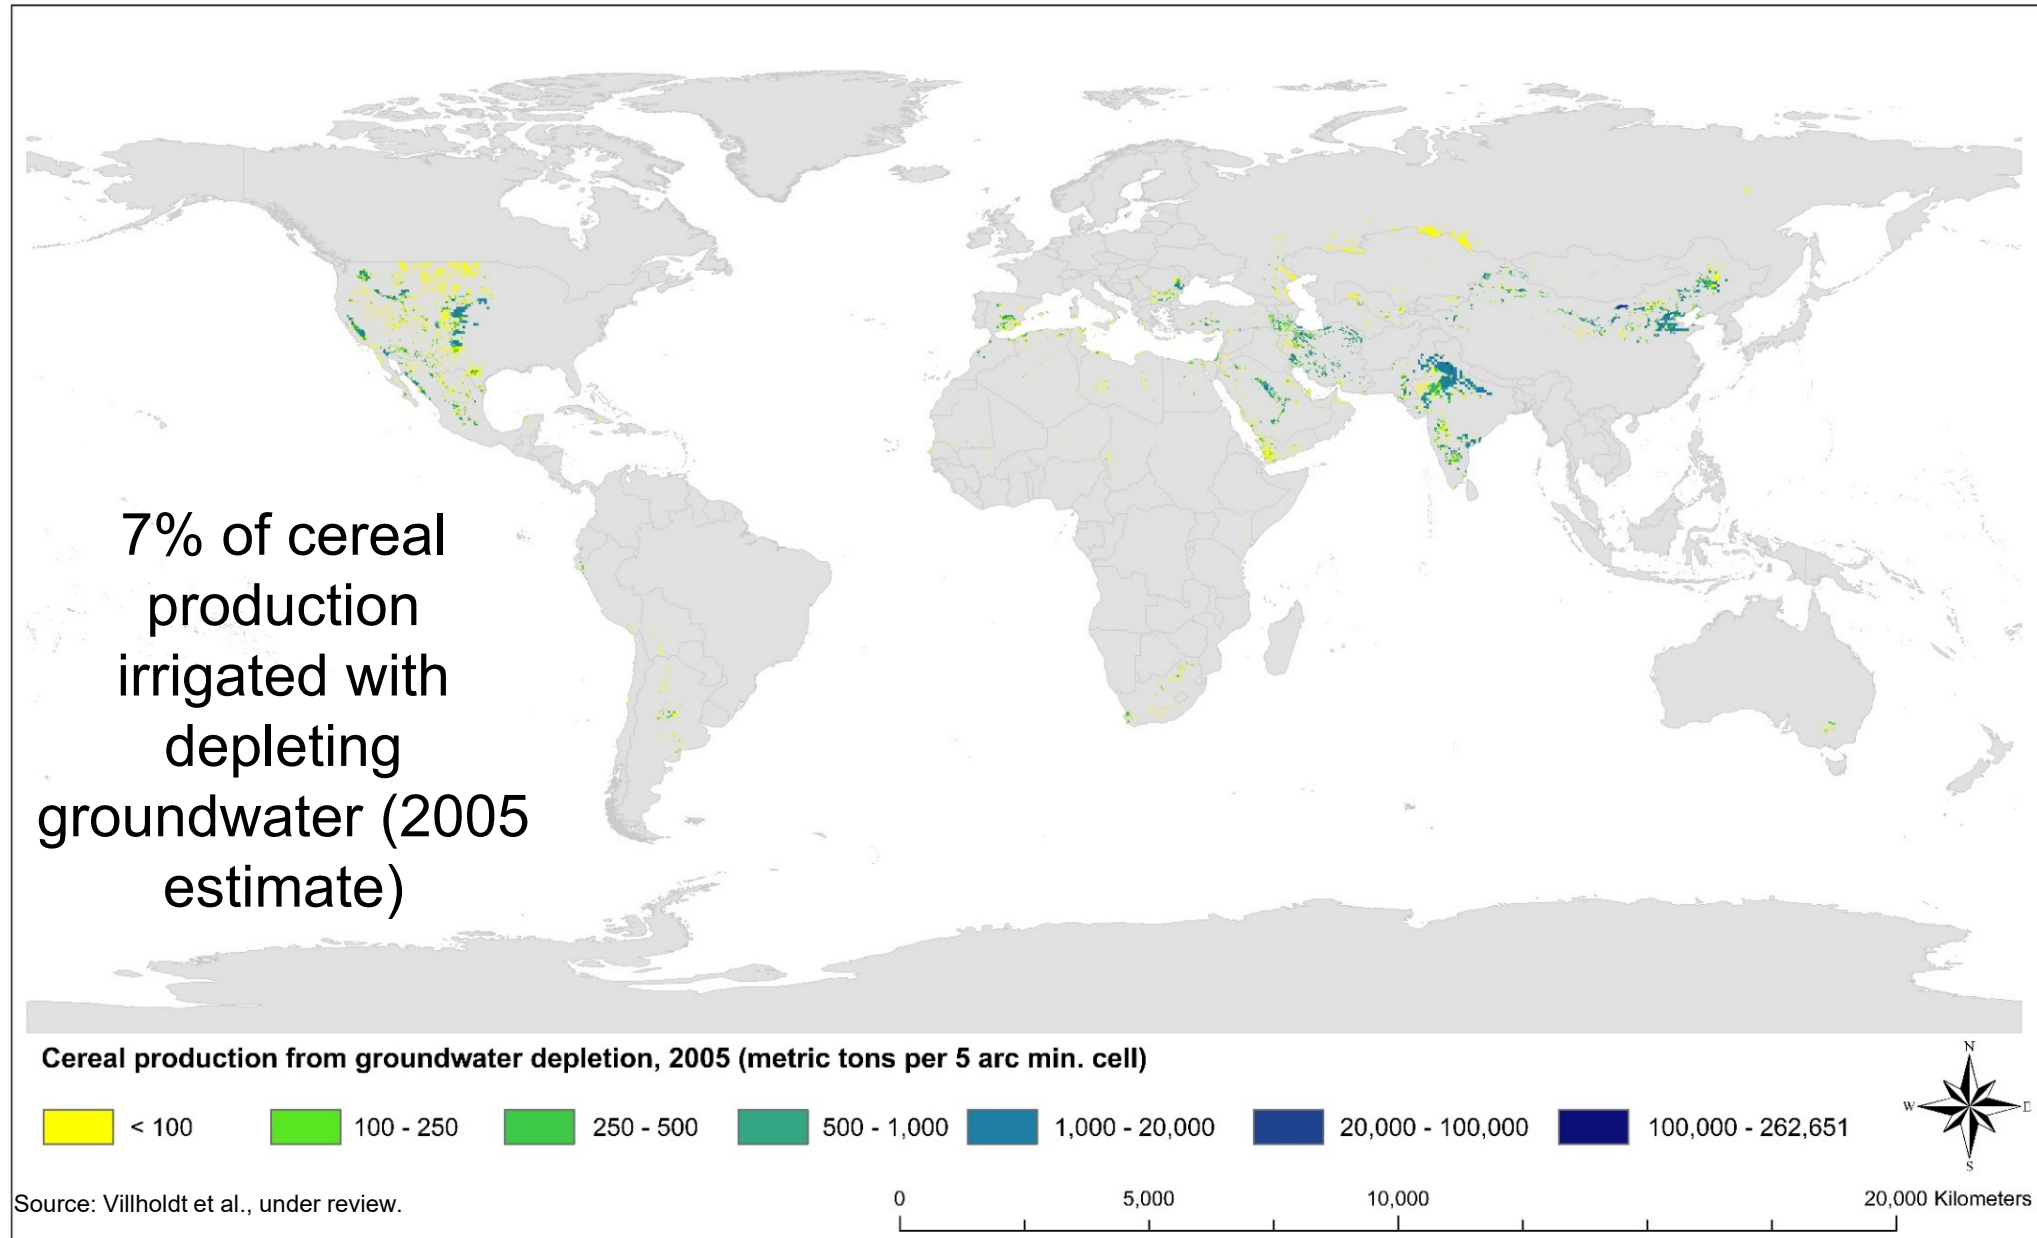 7% of cereal
production
irrigated with
depleting
groundwater (2005
estimate)
Cereal production from groundwater depletion, 2005 (metric tons per 5 arc min. cell)
< 100
100 - 250
250 - 500
500 - 1,000
1,000 - 20,000
20,000 - 100,000
100,000 - 262,651
N
W
E
S
Source: Villholdt et al., under review.
0
5,000
10,000
20,000 Kilometers